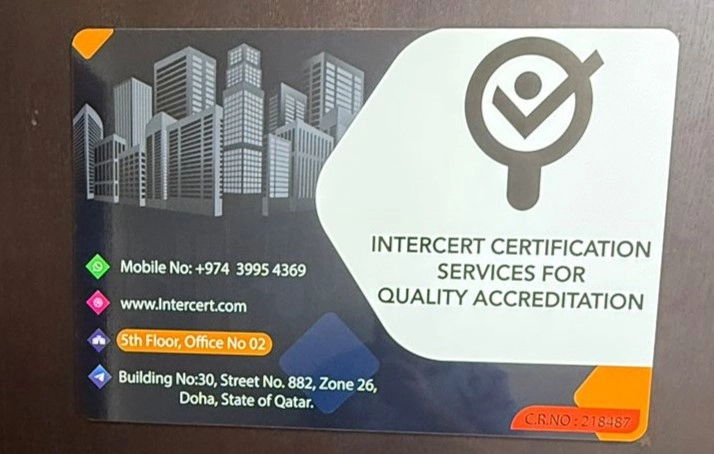 INTERCERT CERTIFICATION
SERVICES FOR
QUALITY ACCREDITATION
Mobile No: +974 3995 4369
www.Intercert.com
5th Floor, Office No 02
Building No:30, Street No. 882, Zone 26,
Doha, State of Qatar.
C.R.NO : 218487